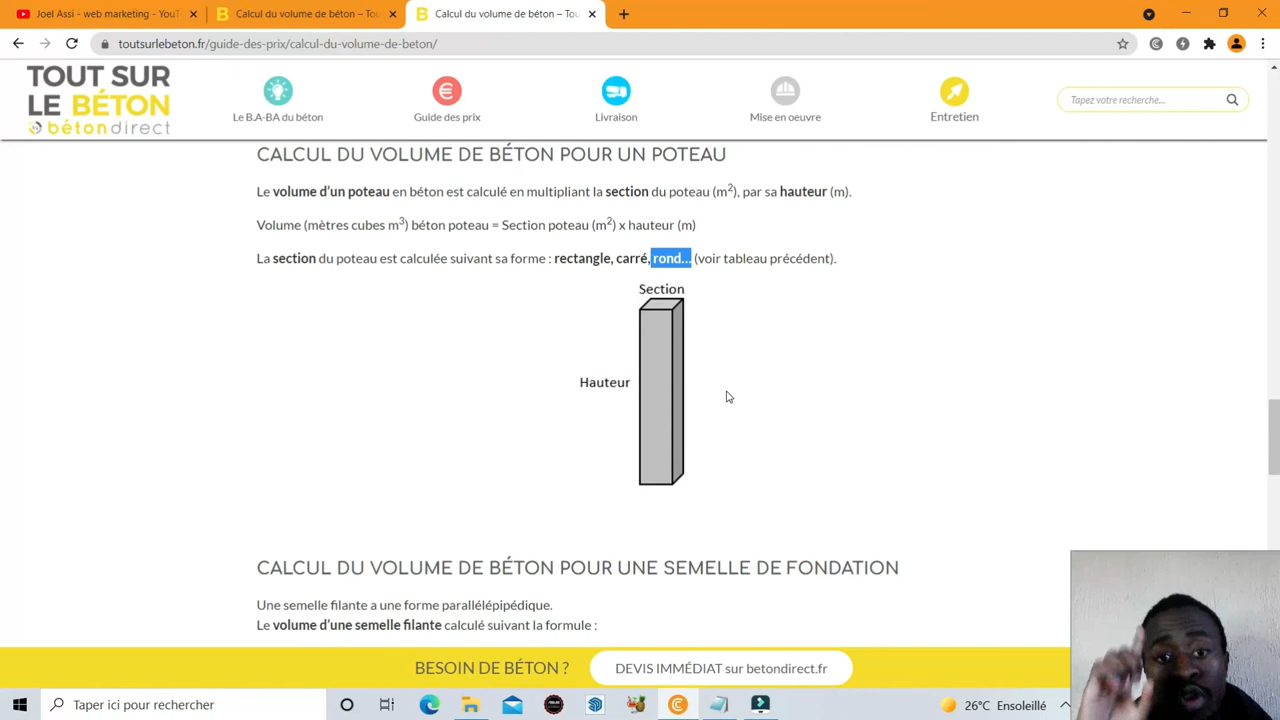 Joel Assi - web marketing - YouT
Calcul du volume de béton – Tou
Calcul du volume de béton – Tou
toutsurlebeton.fr/guide-des-prix/calcul-du-volume-de-beton/
TOUT SUR
LE BÉTON
bétondirect
Le B.A-BA du béton
Guide des prix
Livraison
Mise en oeuvre
Entretien
Tapez votre recherche...
CALCUL DU VOLUME DE BÉTON POUR UN POTEAU
Le volume d'un poteau en béton est calculé en multipliant la section du poteau (m²), par sa hauteur (m).
Volume (mètres cubes m³) béton poteau = Section poteau (m²) x hauteur (m)
La section du poteau est calculée suivant sa forme : rectangle, carré, rond... (voir tableau précédent).
Section
Hauteur
CALCUL DU VOLUME DE BÉTON POUR UNE SEMELLE DE FONDATION
Une semelle filante a une forme parallélépipédique.
Le volume d'une semelle filante calculé suivant la formule :
BESOIN DE BÉTON ?
DEVIS IMMÉDIAT sur betondirect.fr
Taper ici pour rechercher
26°C Ensoleillé